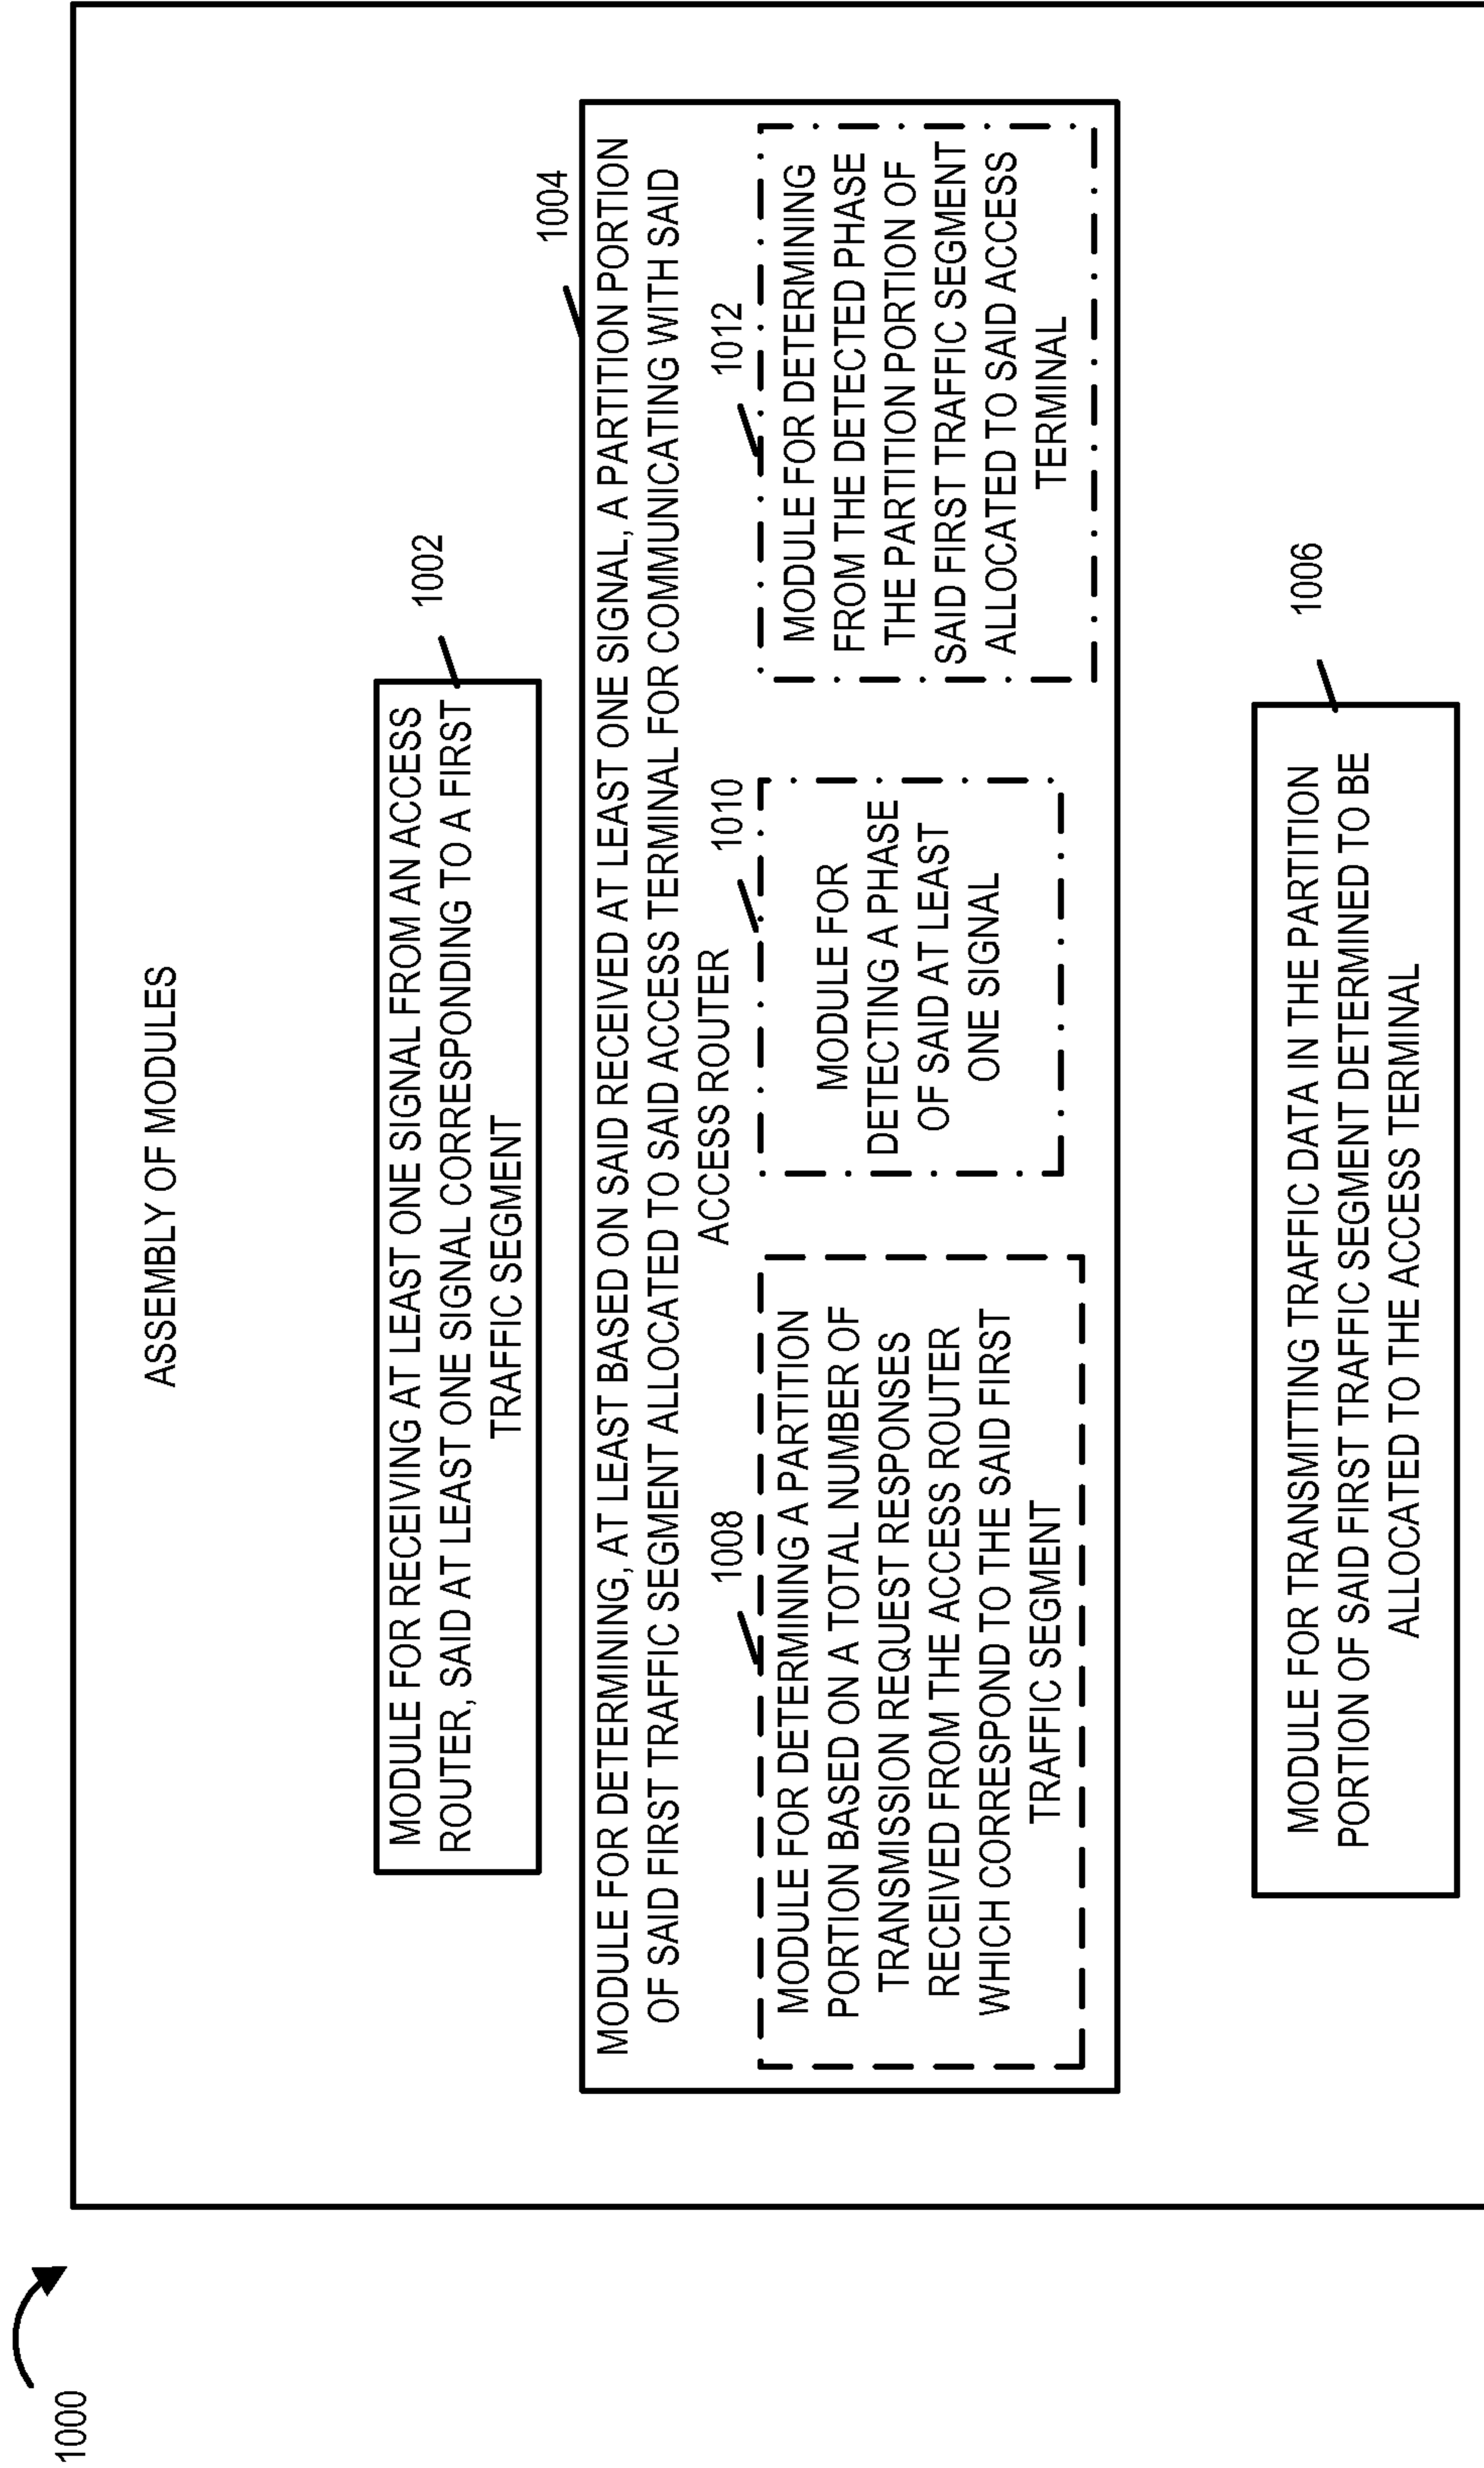 1000
ASSEMBLY OF MODULES
1002
MODULE FOR RECEIVING AT LEAST ONE SIGNAL FROM AN ACCESS
ROUTER, SAID AT LEAST ONE SIGNAL CORRESPONDING TO A FIRST
TRAFFIC SEGMENT
1004
MODULE FOR DETERMINING, AT LEAST BASED ON SAID RECEIVED AT LEAST ONE SIGNAL, A PARTITION PORTION
OF SAID FIRST TRAFFIC SEGMENT ALLOCATED TO SAID ACCESS TERMINAL FOR COMMUNICATING WITH SAID
ACCESS ROUTER
1008
MODULE FOR DETERMINING A PARTITION
PORTION BASED ON A TOTAL NUMBER OF
TRANSMISSION REQUEST RESPONSES
RECEIVED FROM THE ACCESS ROUTER
WHICH CORRESPOND TO THE SAID FIRST
TRAFFIC SEGMENT
1010
MODULE FOR
DETECTING A PHASE
OF SAID AT LEAST
ONE SIGNAL
1012
MODULE FOR DETERMINING
FROM THE DETECTED PHASE
THE PARTITION PORTION OF
SAID FIRST TRAFFIC SEGMENT
ALLOCATED TO SAID ACCESS
TERMINAL
1006
MODULE FOR TRANSMITTING TRAFFIC DATA IN THE PARTITION
PORTION OF SAID FIRST TRAFFIC SEGMENT DETERMINED TO BE
ALLOCATED TO THE ACCESS TERMINAL